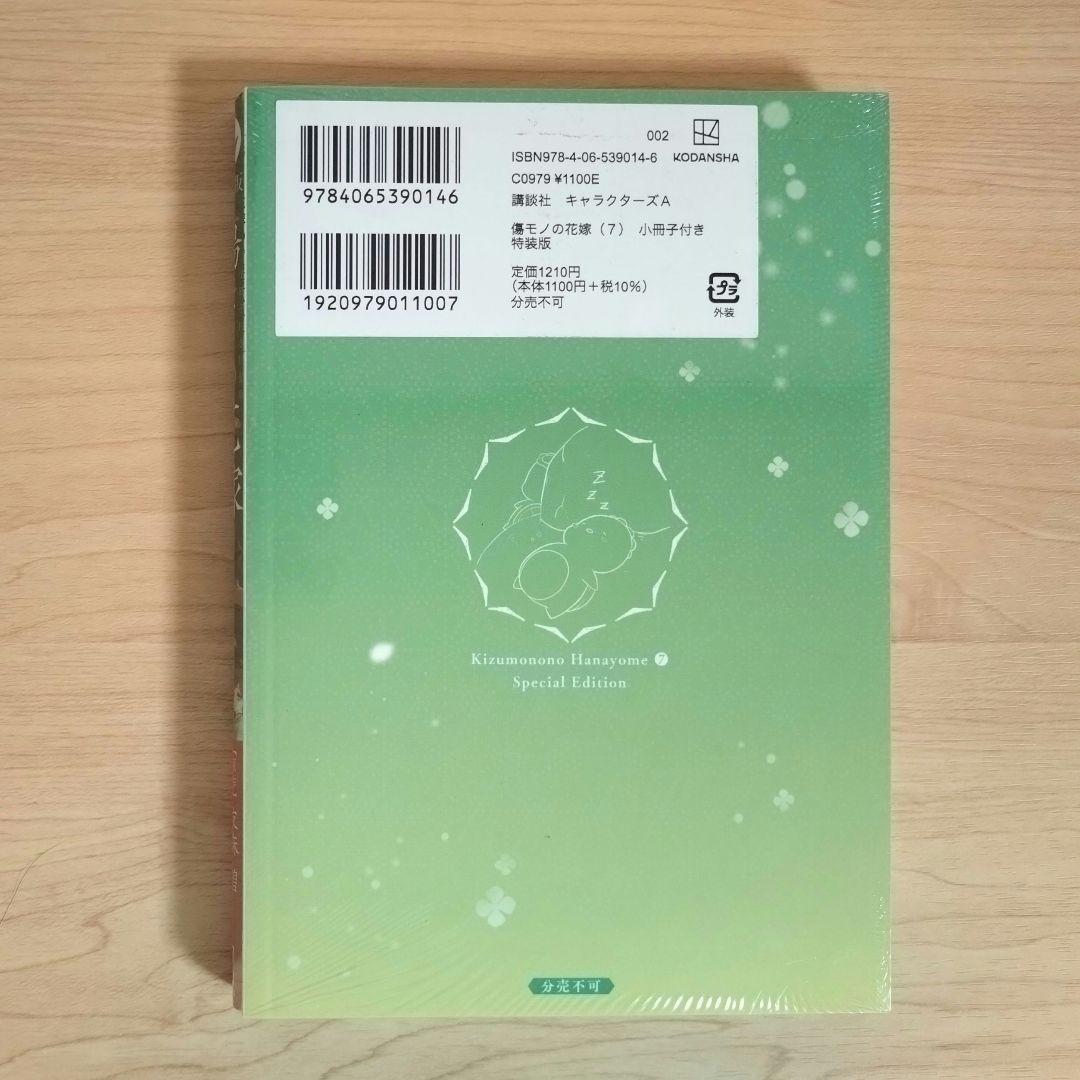 9784065390146
1920979011007
002
KODANSHA
ISBN978-4-06-539014-6
C0979 ¥1100E
講談社 キャラクターズA
傷モノの花嫁（7） 小冊子付き
特装版
定価1210円
（本体1100円＋税10%）
分売不可
プラ
外装
Z
Z
Z
Kizumonono Hanayome 7
Special Edition
分売不可